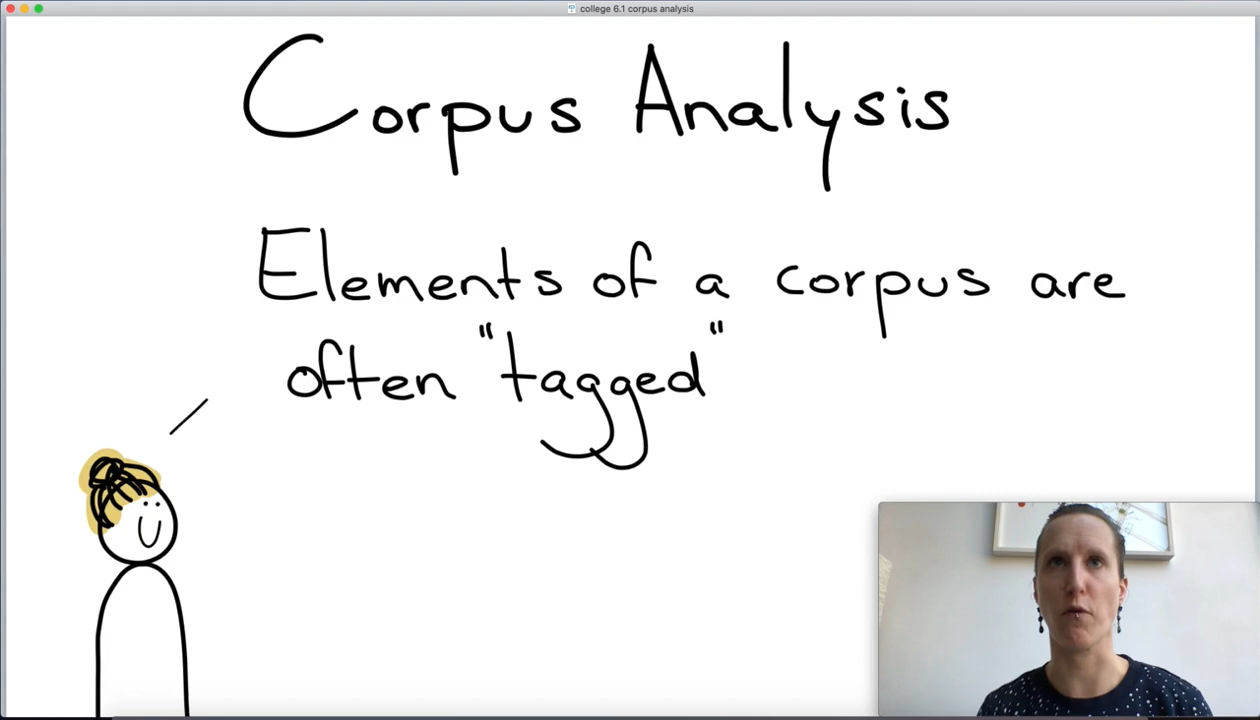 college 6.1 corpus analysis
Corpus Analysis
Elements of a corpus are
often "tagged"